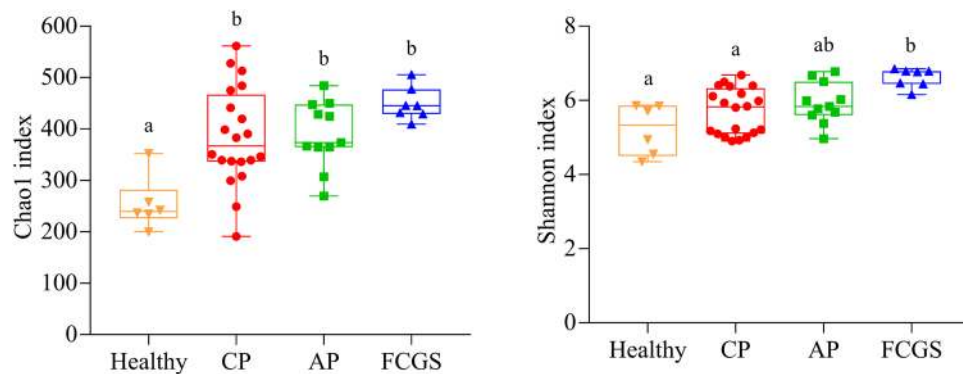 Chao1 index
600
500
400
300
200
100
0
a
b
b
b
Healthy
CP
AP
FCGS
Shannon index
8
6
4
2
0
a
a
ab
b
Healthy
CP
AP
FCGS